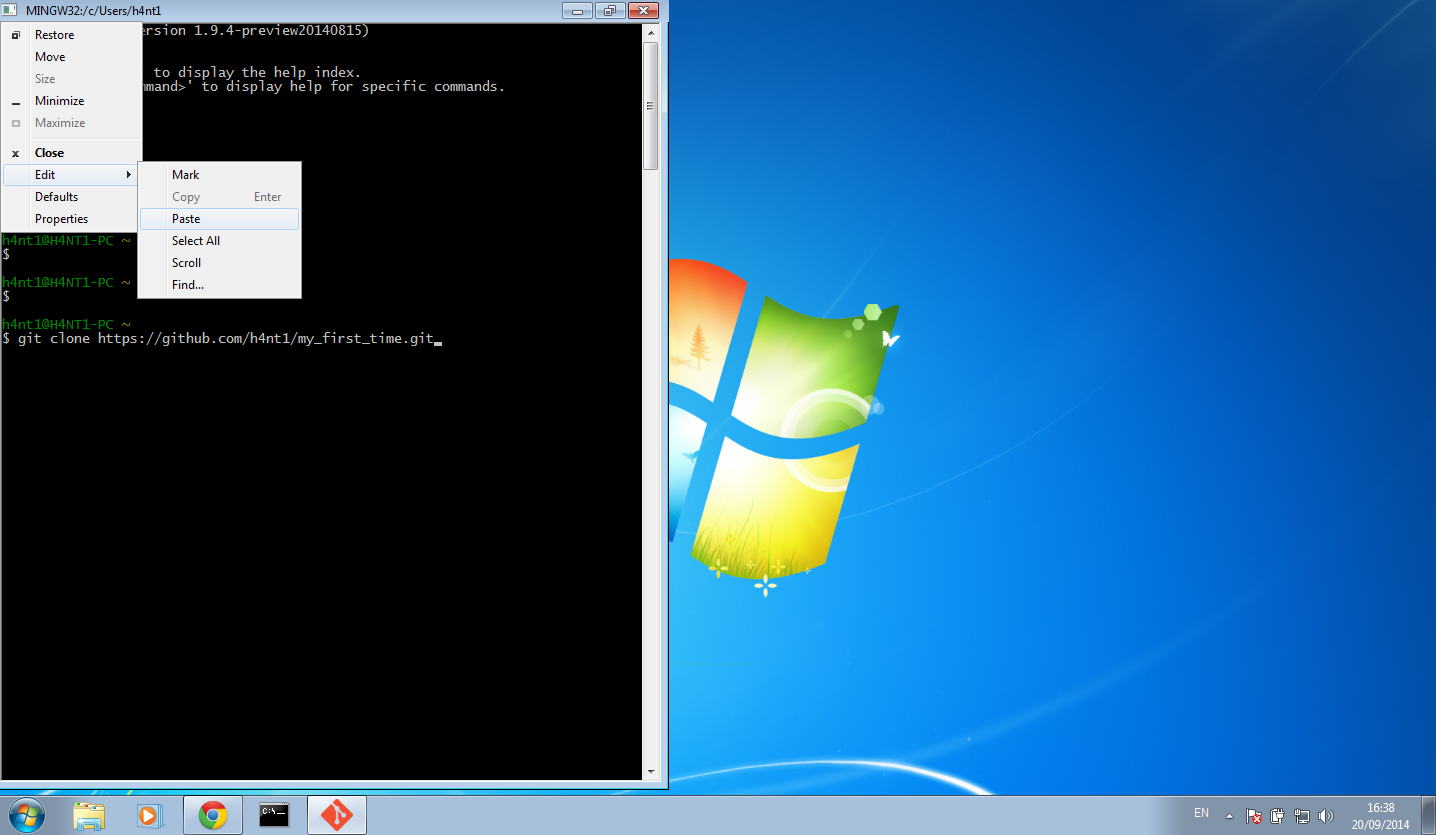 MINGW32:/c/Users/h4nt1
ersion 1.9.4-preview20140815)
to display the help index.
mmand>' to display help for specific commands.
Restore
Move
Size
Minimize
Maximize
Close
Edit
Defaults
Properties
Mark
Copy Enter
Paste
Select All
Scroll
Find...
h4nt1@H4NT1-PC ~
$
h4nt1@H4NT1-PC ~
$
h4nt1@H4NT1-PC ~
$ git clone https://github.com/h4nt1/my_first_time.git
C:\_
EN
16:38
20/09/2014